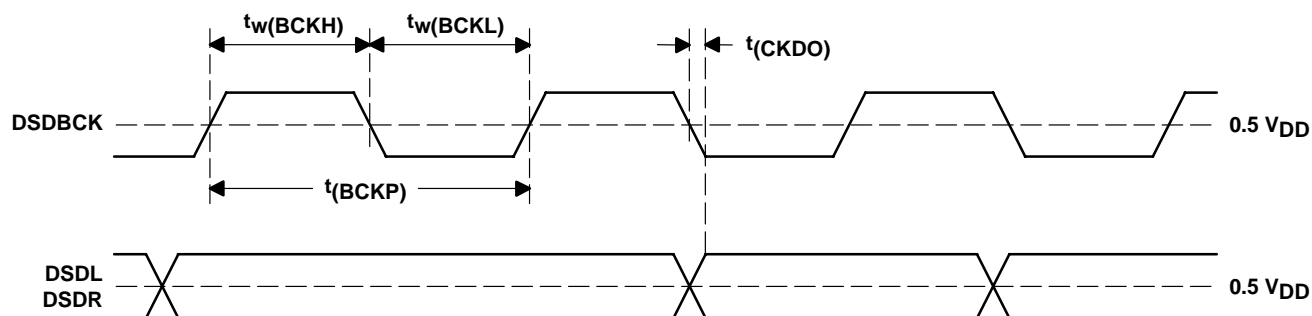 tw(BCKH)
tw(BCKL)
t(CKDO)
DSDBCK
0.5 VDD
t(BCKP)
DSDL
DSDR
0.5 VDD